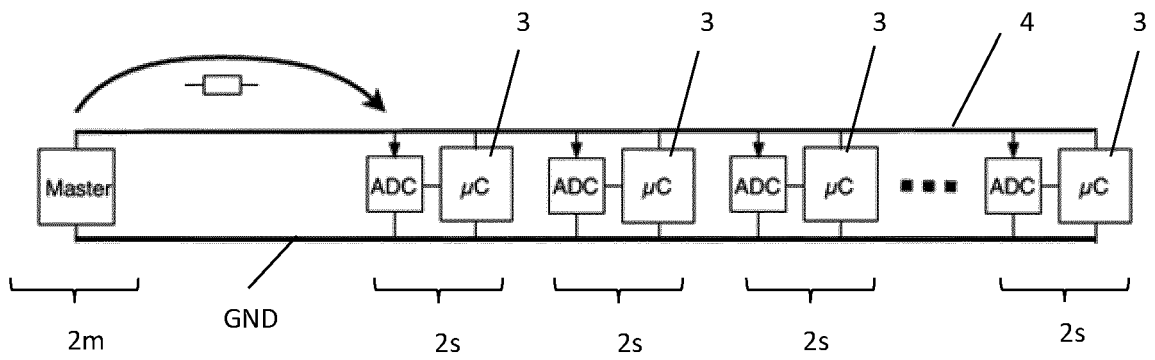 3 3 3 4 3
Master ADC µC ADC µC ADC µC ADC µC
GND
2m 2s 2s 2s 2s